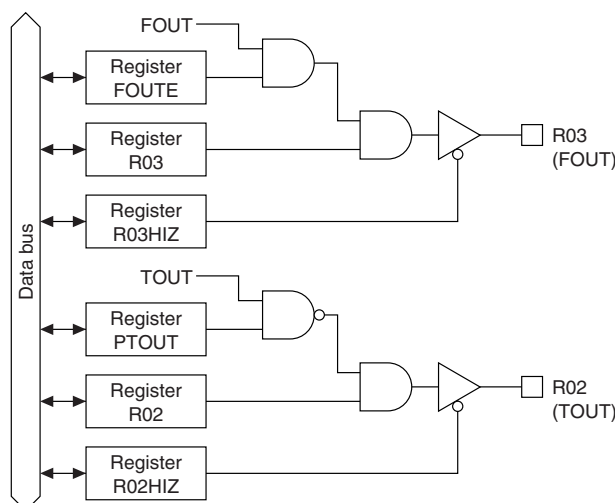 FOUT
Register
FOUTE
Register
R03
Register
R03HIZ
R03
(FOUT)
Data bus
TOUT
Register
PTOUT
Register
R02
Register
R02HIZ
R02
(TOUT)